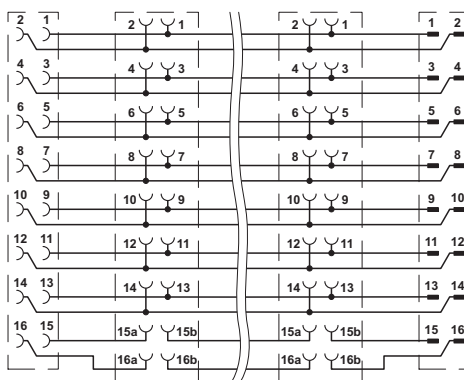 2 1 2 1 2 1 1 2
4 3 4 3 4 3 3 4
6 5 6 5 6 5 5 6
8 7 8 7 8 7 7 8
10 9 10 9 10 9 9 10
12 11 12 11 12 11 11 12
14 13 14 13 14 13 13 14
16 15 15a 15b 15a 15b 15 16
16a 16b 16a 16b